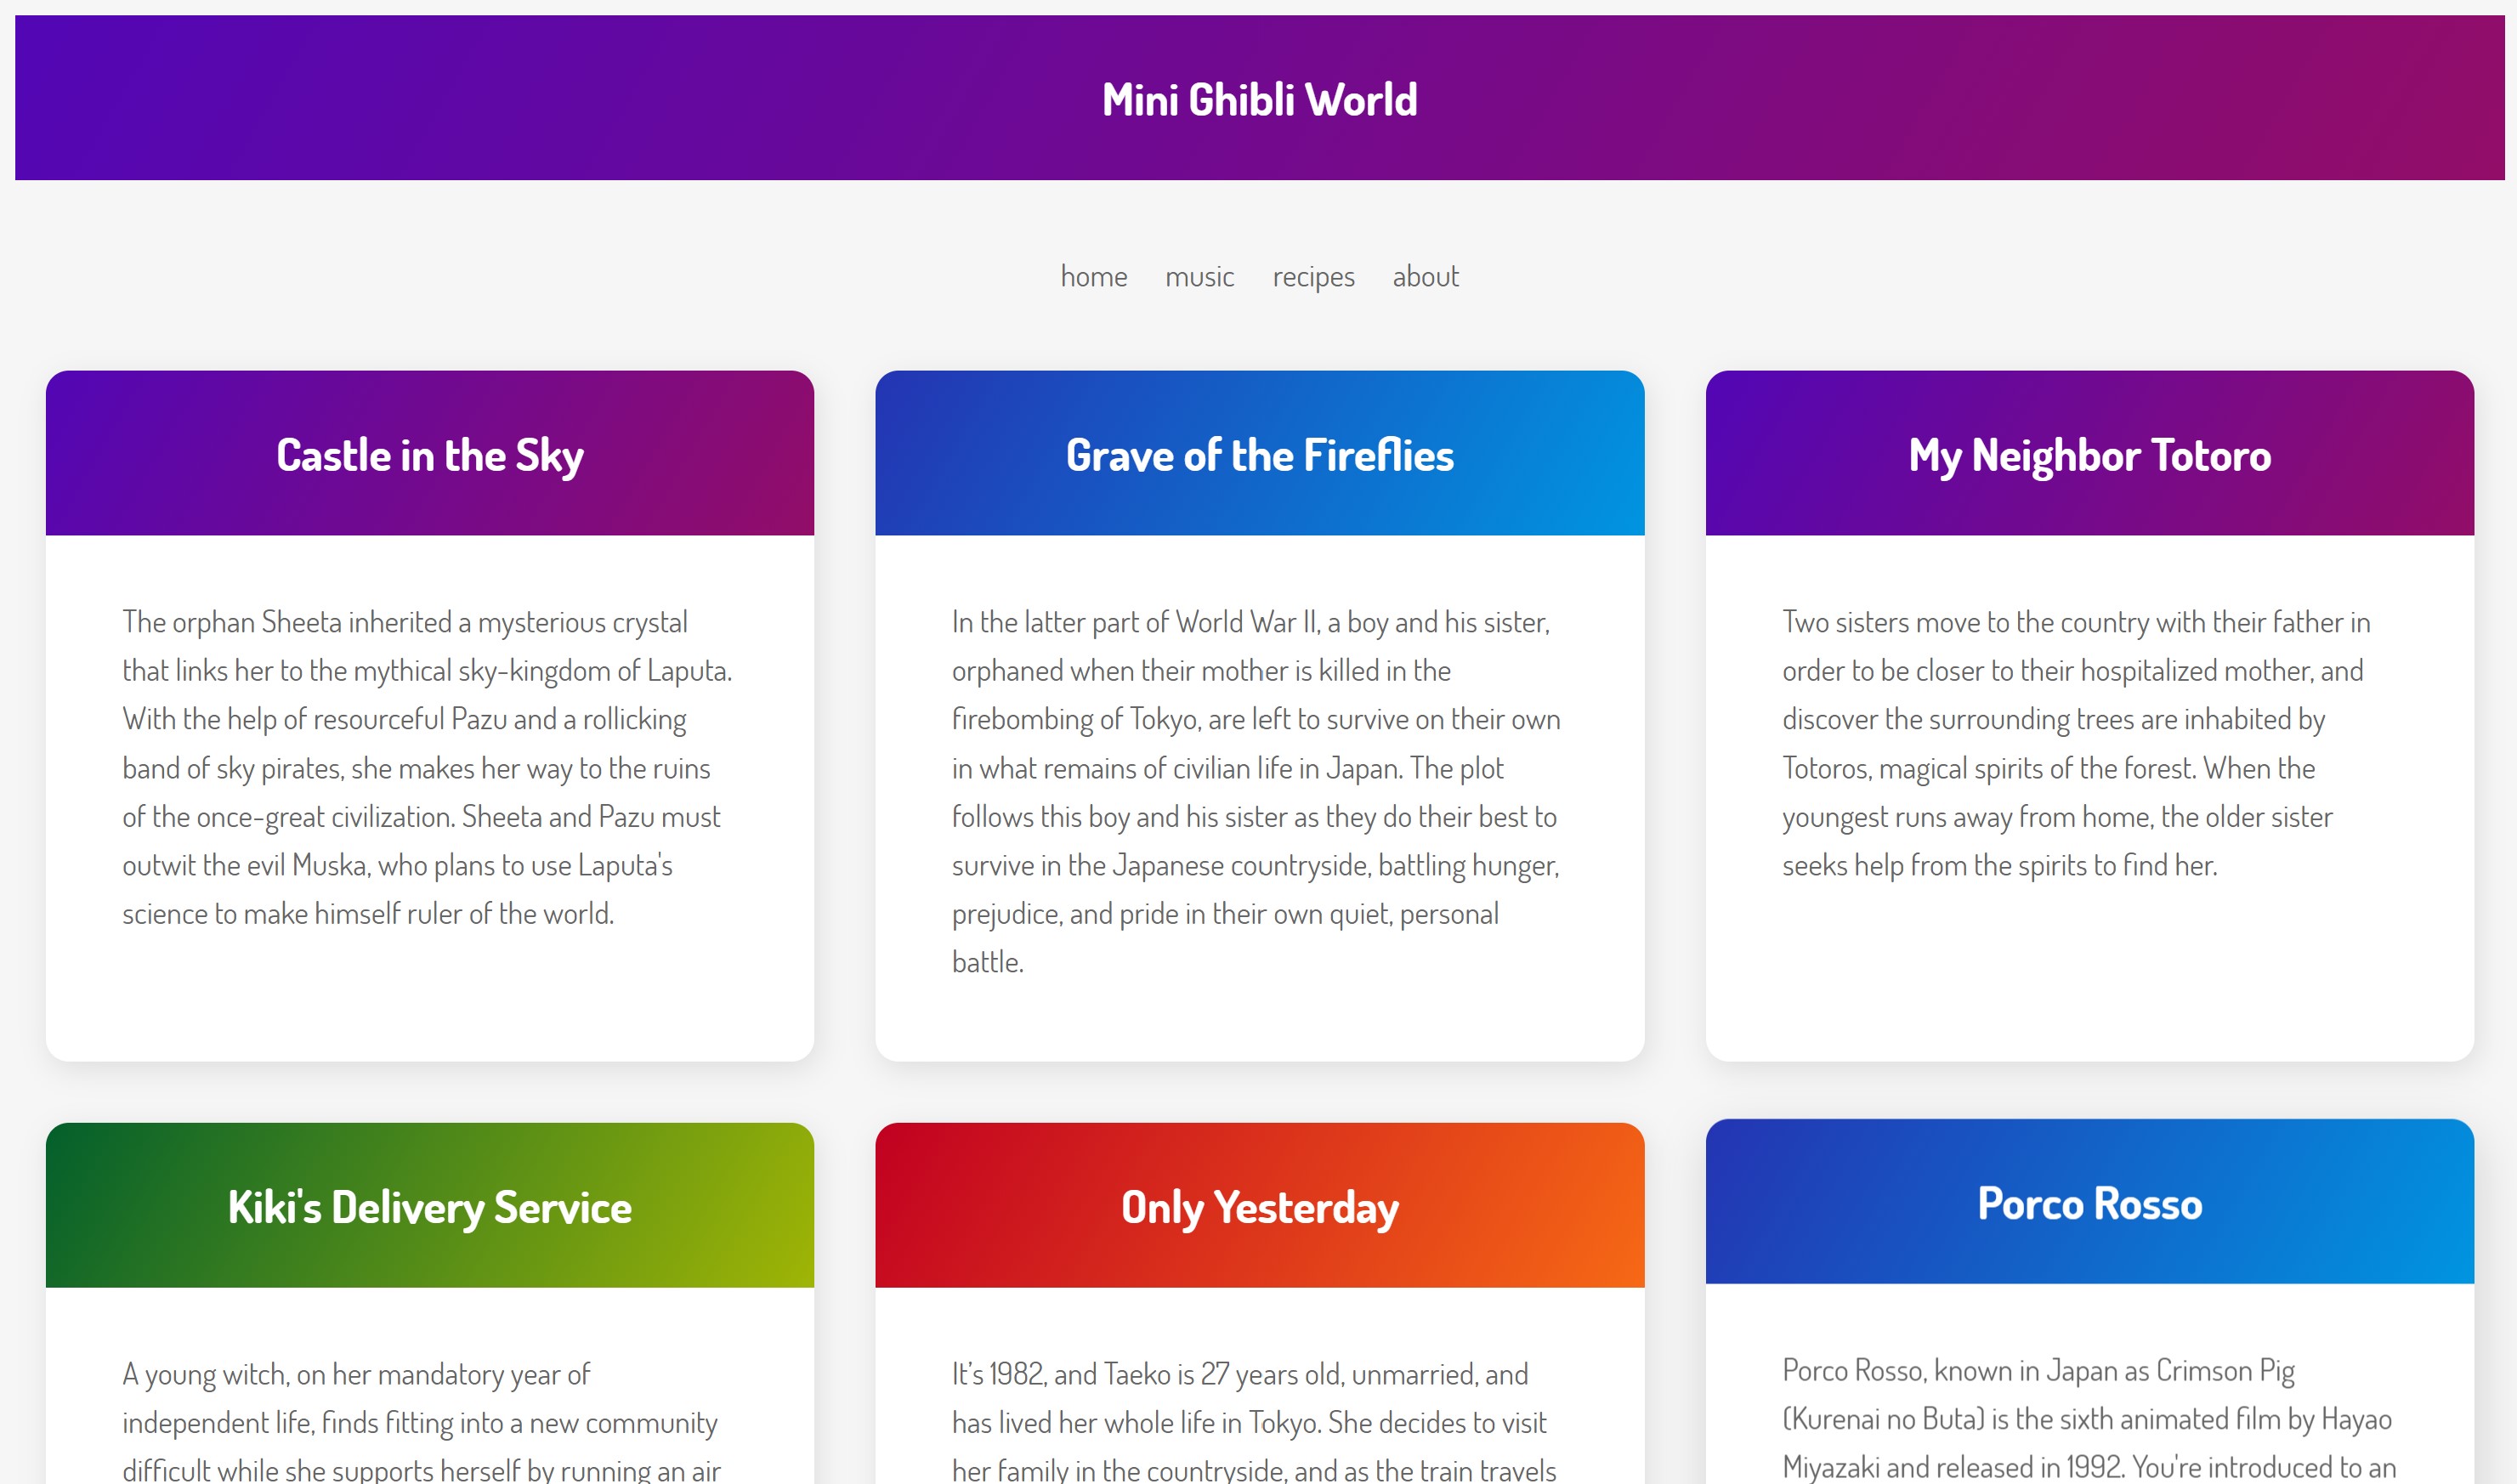 Mini Ghibli World
home music recipes about
Castle in the Sky
The orphan Sheeta inherited a mysterious crystal
that links her to the mythical sky-kingdom of Laputa.
With the help of resourceful Pazu and a rollicking
band of sky pirates, she makes her way to the ruins
of the once-great civilization. Sheeta and Pazu must
outwit the evil Muska, who plans to use Laputa's
science to make himself ruler of the world.
Grave of the Fireflies
In the latter part of World War II, a boy and his sister,
orphaned when their mother is killed in the
firebombing of Tokyo, are left to survive on their own
in what remains of civilian life in Japan. The plot
follows this boy and his sister as they do their best to
survive in the Japanese countryside, battling hunger,
prejudice, and pride in their own quiet, personal
battle.
My Neighbor Totoro
Two sisters move to the country with their father in
order to be closer to their hospitalized mother, and
discover the surrounding trees are inhabited by
Totoros, magical spirits of the forest. When the
youngest runs away from home, the older sister
seeks help from the spirits to find her.
Kiki's Delivery Service
A young witch, on her mandatory year of
independent life, finds fitting into a new community
difficult while she supports herself by running an air
Only Yesterday
It’s 1982, and Taeko is 27 years old, unmarried, and
has lived her whole life in Tokyo. She decides to visit
her family in the countryside, and as the train travels
Porco Rosso
Porco Rosso, known in Japan as Crimson Pig
(Kurenai no Buta) is the sixth animated film by Hayao
Miyazaki and released in 1992. You're introduced to an